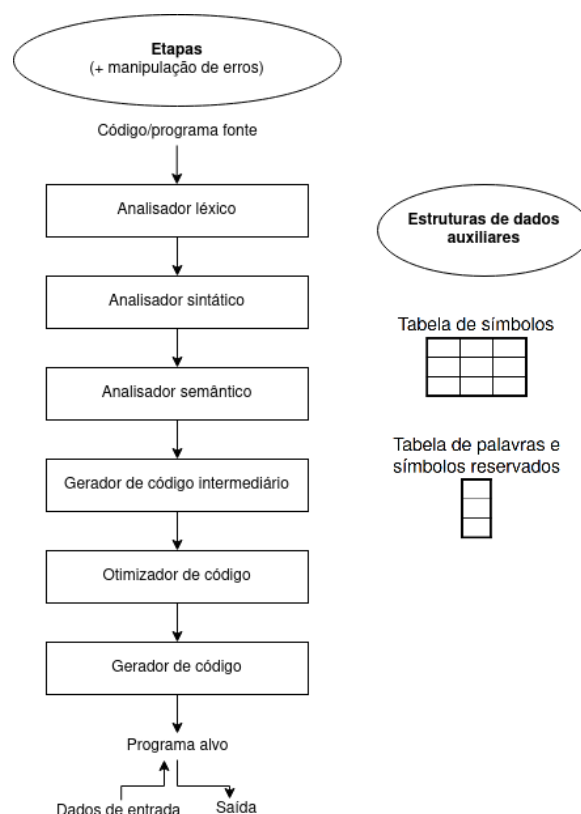 Etapas
(+ manipulação de erros)
Código/programa fonte
Analisador léxico
Analisador sintático
Analisador semântico
Gerador de código intermediário
Otimizador de código
Gerador de código
Programa alvo
Dados de entrada
Saída
Estruturas de dados
auxiliares
Tabela de símbolos
Tabela de palavras e
símbolos reservados